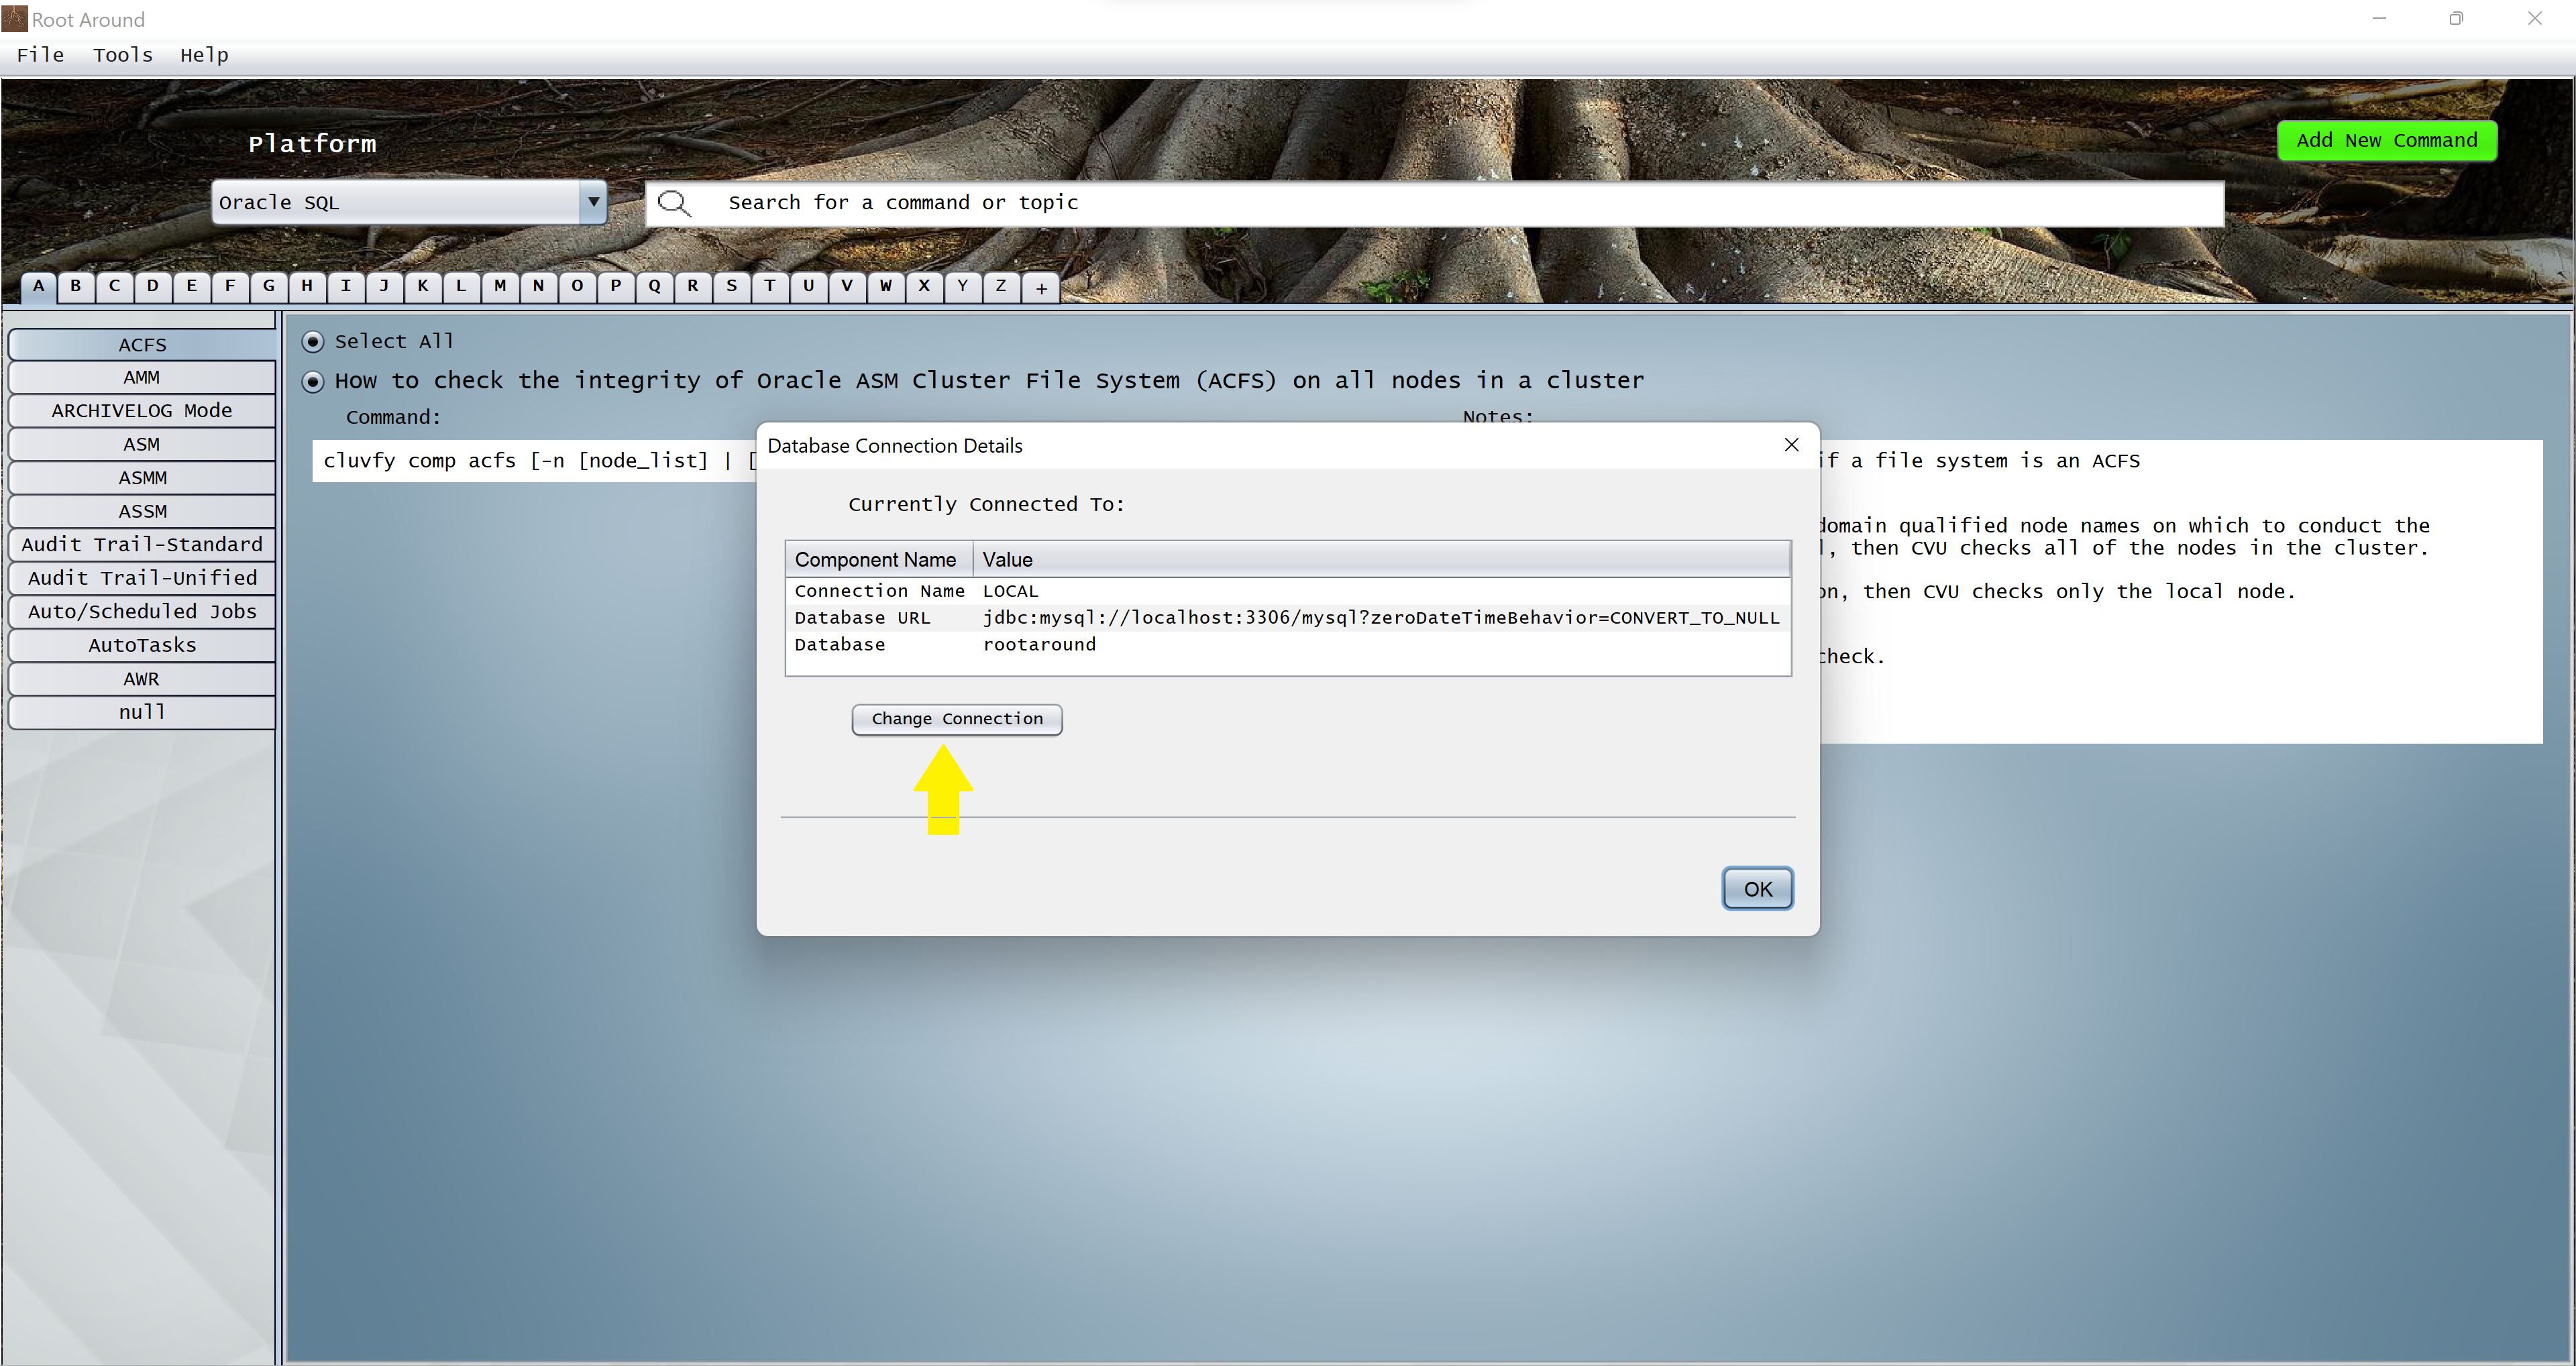 Root Around
File Tools Help
Platform
Add New Command
Oracle SQL
Search for a command or topic
A B C D E F G H I J K L M N O P Q R S T U V W X Y Z +
ACFS
AMM
ARCHIVELOG Mode
ASM
ASMM
ASSM
Audit Trail-Standard
Audit Trail-Unified
Auto/Scheduled Jobs
AutoTasks
AWR
null
Select All
How to check the integrity of Oracle ASM Cluster File System (ACFS) on all nodes in a cluster
Command:
Notes:
cluvfy comp acfs [-n [node_list] | [
if a file system is an ACFS
domain qualified node names on which to conduct the
, then CVU checks all of the nodes in the cluster.
on, then CVU checks only the local node.
check.
Database Connection Details
Currently Connected To:
Component Name Value
Connection Name LOCAL
Database URL jdbc:mysql://localhost:3306/mysql?zeroDateTimeBehavior=CONVERT_TO_NULL
Database rootaround
Change Connection
OK